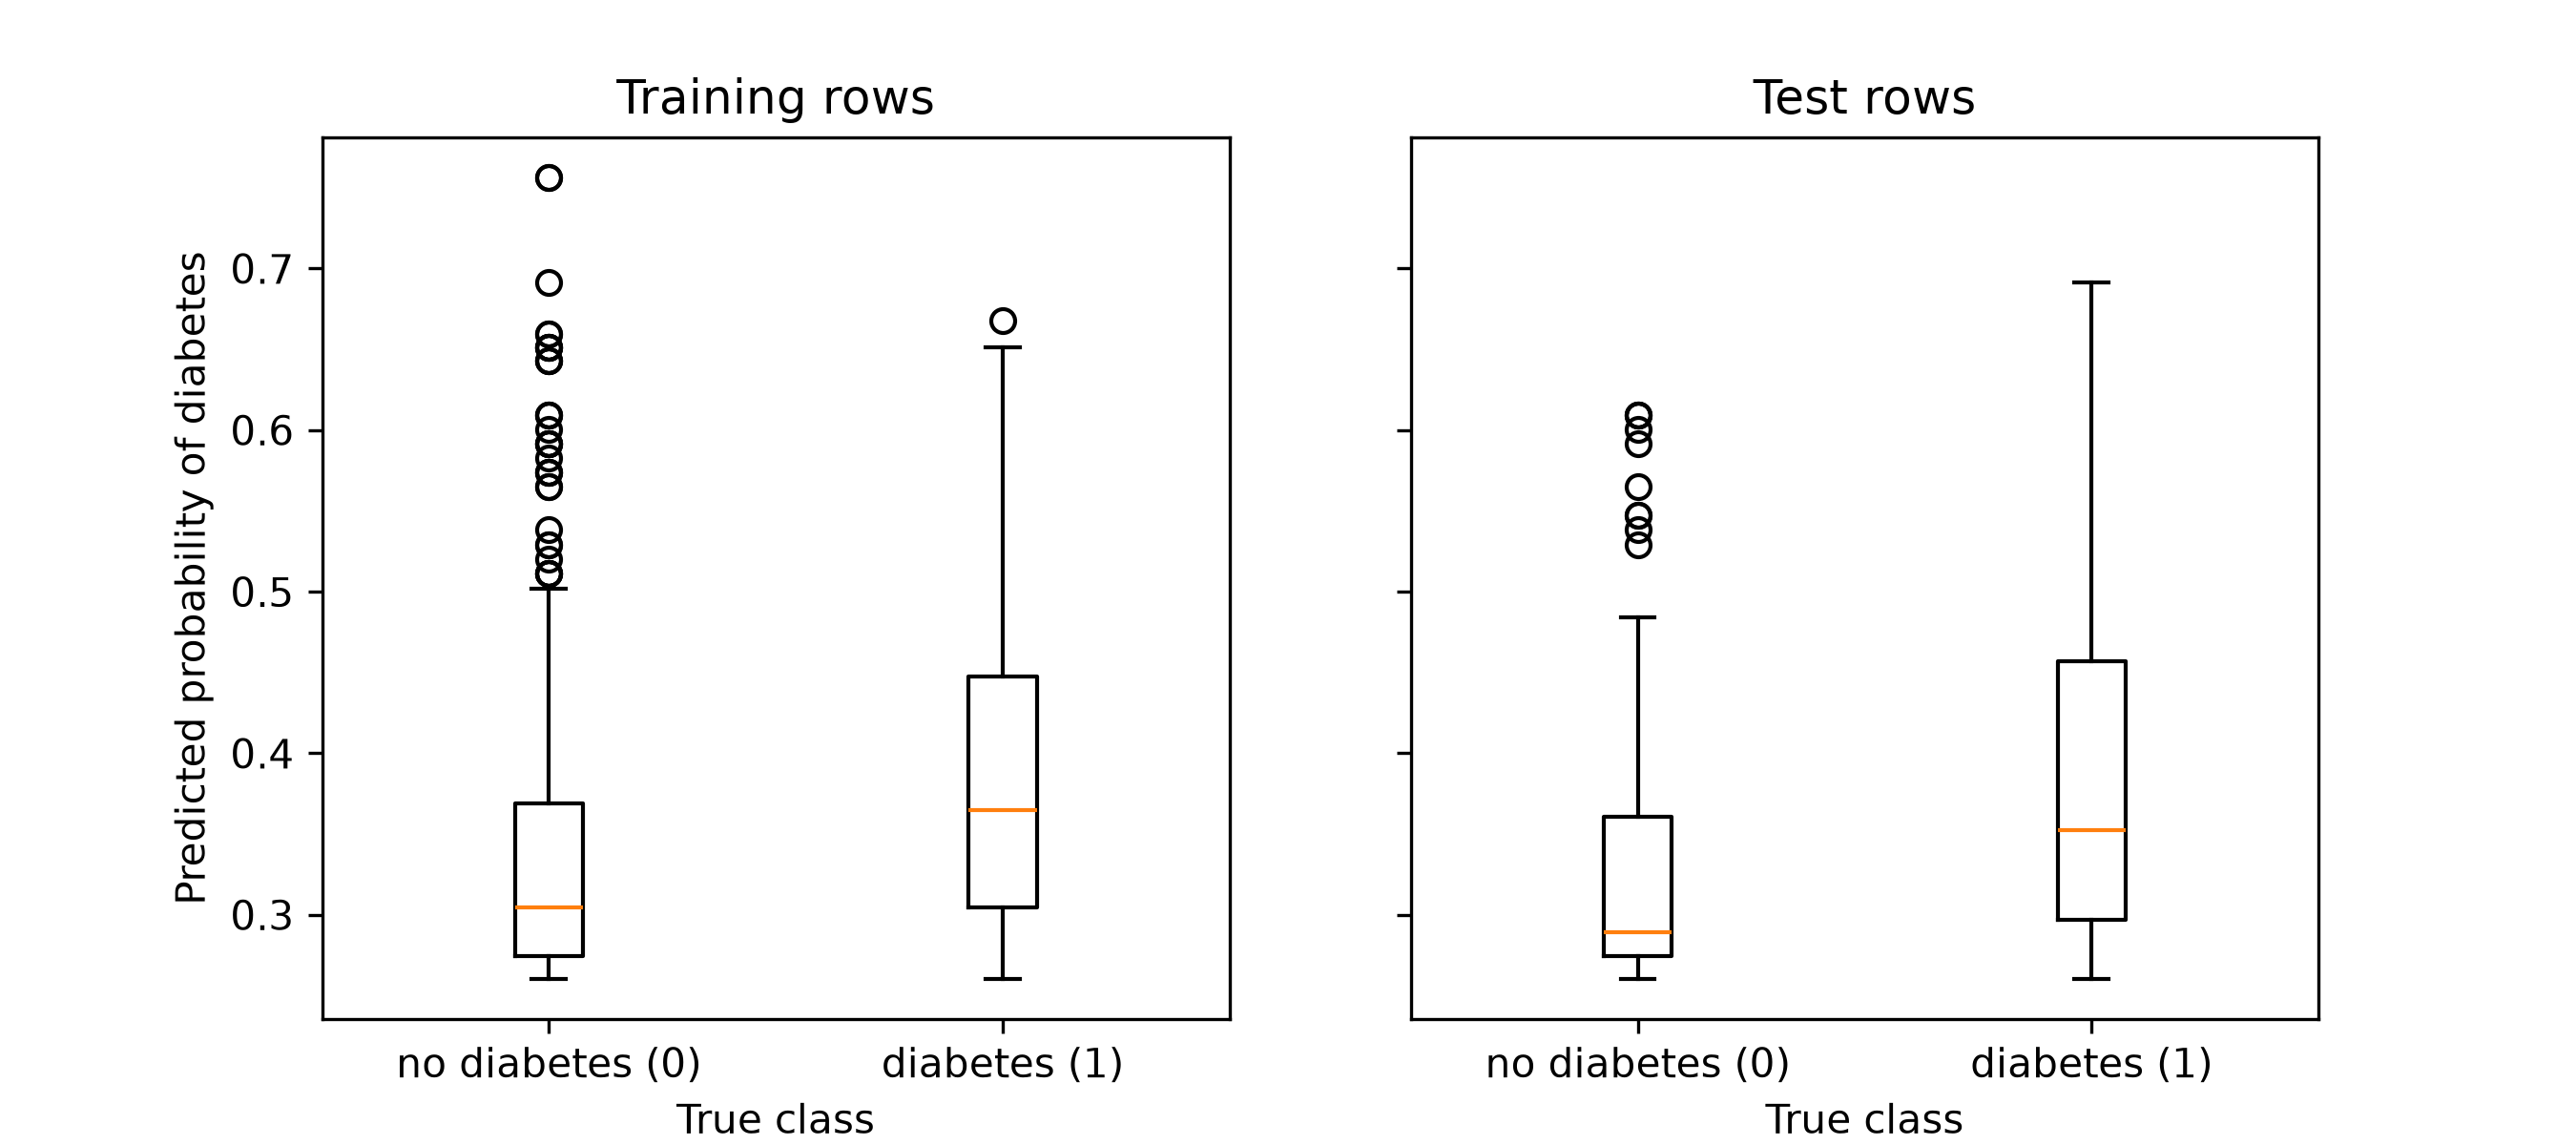 Training rows
Test rows
Predicted probability of diabetes
0.7
0.6
0.5
0.4
0.3
no diabetes (0)
diabetes (1)
True class
no diabetes (0)
diabetes (1)
True class